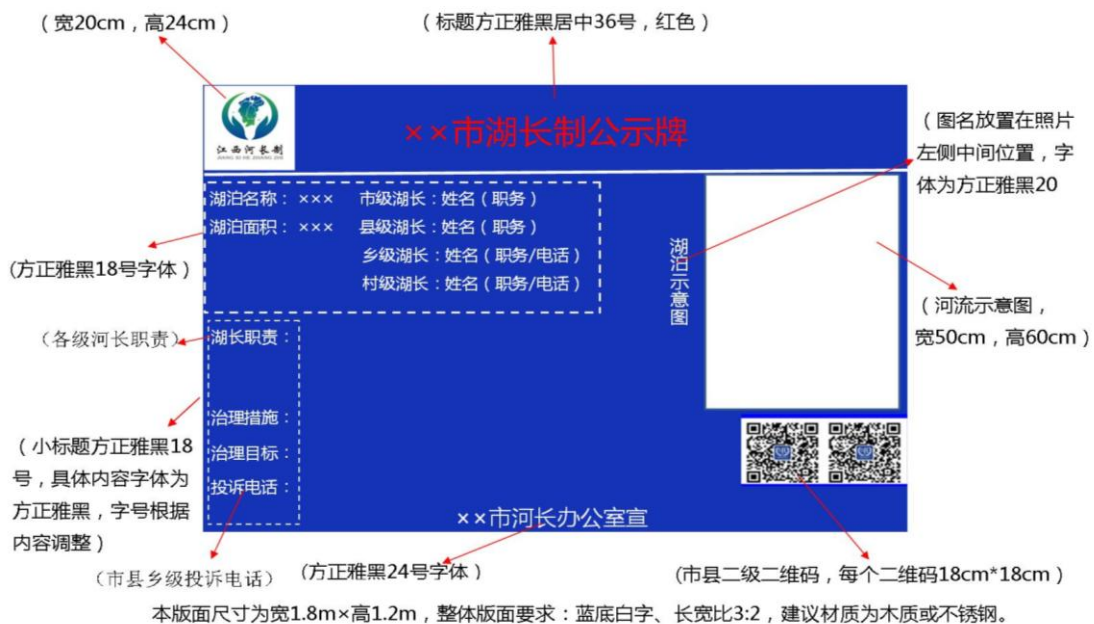 （宽20cm，高24cm）
（标题方正雅黑居中36号，红色）
江西河长制
JIANG XI HE ZHANG ZHI
××市湖长制公示牌
（图名放置在照片
左侧中间位置，字
体为方正雅黑20
湖泊名称：×××
市级湖长：姓名（职务）
湖泊面积：×××
县级湖长：姓名（职务）
乡级湖长：姓名（职务/电话）
村级湖长：姓名（职务/电话）
(方正雅黑18号字体）
湖泊示意图
（河流示意图，
宽50cm，高60cm）
（各级河长职责）
湖长职责：
治理措施：
治理目标：
投诉电话：
（小标题方正雅黑18
号，具体内容字体为
方正雅黑，字号根据
内容调整）
××市河长办公室宣
（市县乡级投诉电话）
（方正雅黑24号字体）
（市县二级二维码，每个二维码18cm*18cm）
本版面尺寸为宽1.8m×高1.2m，整体版面要求：蓝底白字、长宽比3:2，建议材质为木质或不锈钢。